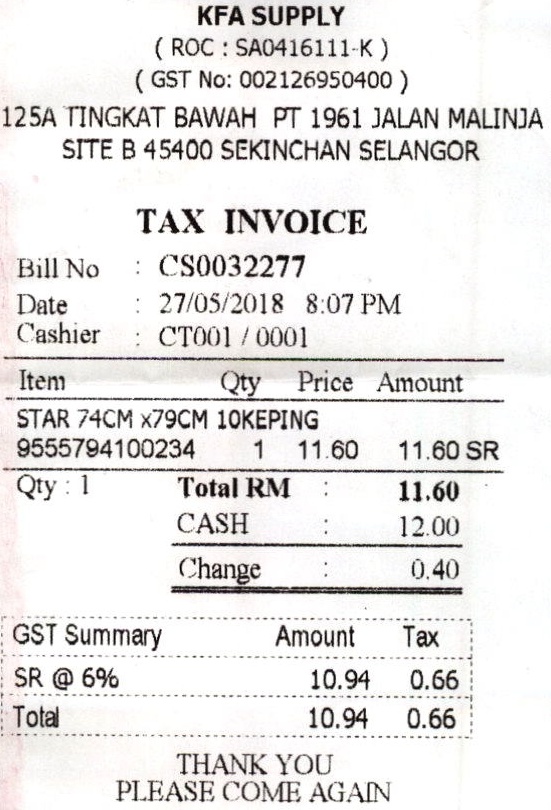 KFA SUPPLY
( ROC : SA0416111-K )
( GST No: 002126950400 )
125A TINGKAT BAWAH PT 1961 JALAN MALINJA
SITE B 45400 SEKINCHAN SELANGOR
TAX INVOICE
Bill No : CS0032277
Date : 27/05/2018 8:07 PM
Cashier : CT001 / 0001
Item Qty Price Amount
STAR 74CM x79CM 10KEPING
9555794100234 1 11.60 11.60 SR
Qty : 1 Total RM : 11.60
CASH : 12.00
Change : 0.40
GST Summary Amount Tax
SR @ 6% 10.94 0.66
Total 10.94 0.66
THANK YOU
PLEASE COME AGAIN